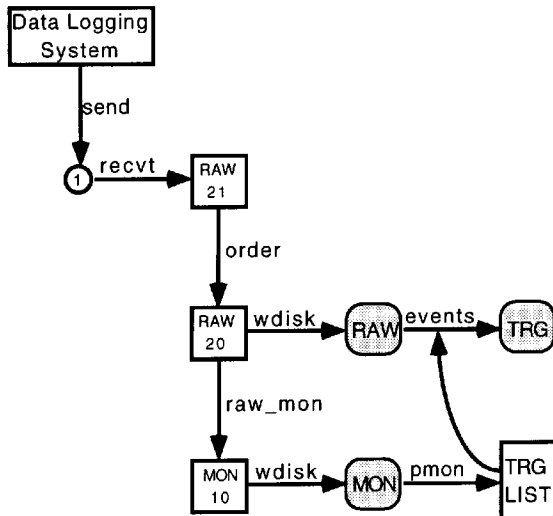 Data Logging
System
send
1
recvt
RAW
21
order
RAW
20
wdisk
RAW
events
TRG
raw_mon
MON
10
wdisk
MON
pmon
TRG
LIST